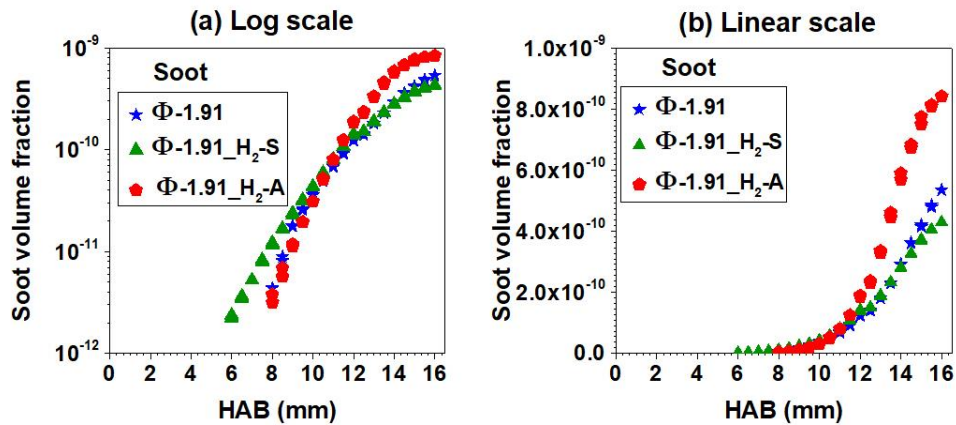 (a) Log scale
10⁻⁹
10⁻¹⁰
10⁻¹¹
10⁻¹²
Soot volume fraction
Soot
Φ-1.91
Φ-1.91_H₂-S
Φ-1.91_H₂-A
0 2 4 6 8 10 12 14 16
HAB (mm)
(b) Linear scale
1.0x10⁻⁹
8.0x10⁻¹⁰
6.0x10⁻¹⁰
4.0x10⁻¹⁰
2.0x10⁻¹⁰
0.0
Soot volume fraction
Soot
Φ-1.91
Φ-1.91_H₂-S
Φ-1.91_H₂-A
0 2 4 6 8 10 12 14 16
HAB (mm)